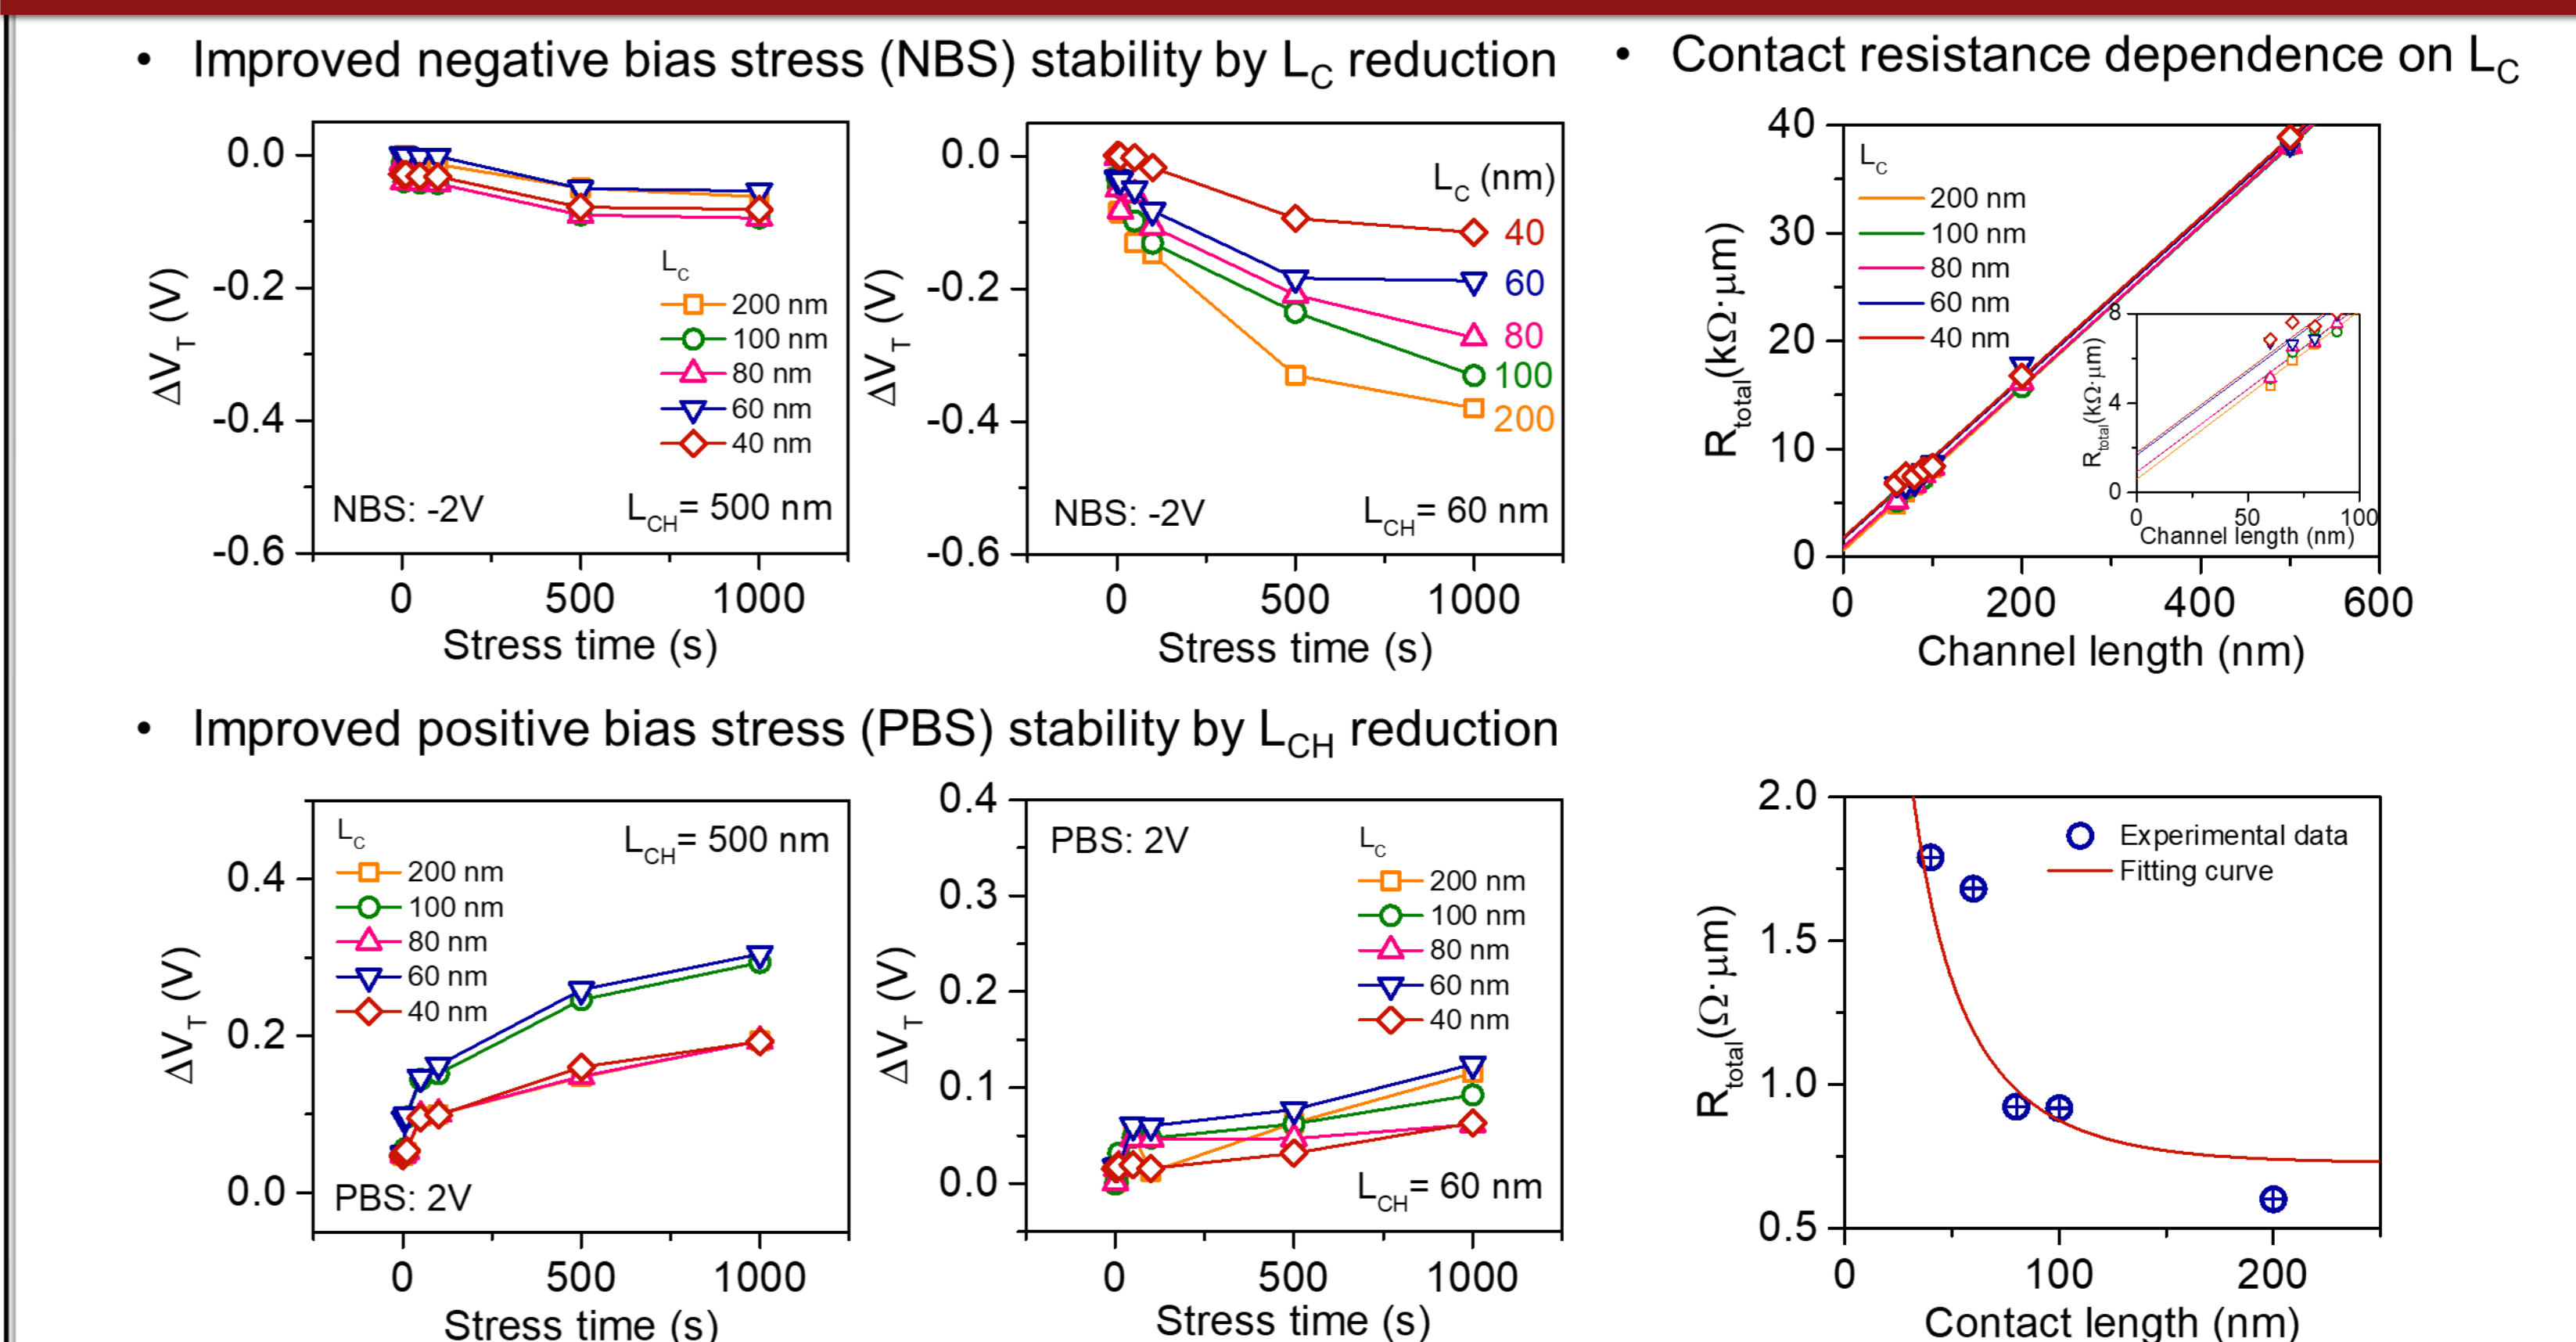 • Improved negative bias stress (NBS) stability by LC reduction
0.0
-0.2
-0.4
-0.6
ΔVT (V)
LC
200 nm
100 nm
80 nm
60 nm
40 nm
NBS: -2V
LCH= 500 nm
0 500 1000
Stress time (s)
0.0
-0.2
-0.4
-0.6
ΔVT (V)
LC (nm)
40
60
80
100
200
NBS: -2V
LCH= 60 nm
0 500 1000
Stress time (s)
• Contact resistance dependence on LC
40
30
20
10
0
Rtotal(kΩ·μm)
LC
200 nm
100 nm
80 nm
60 nm
40 nm
8
4
0
Rtotal(kΩ·μm)
0 50 100
Channel length (nm)
0 200 400 600
Channel length (nm)
• Improved positive bias stress (PBS) stability by LCH reduction
0.4
0.2
0.0
ΔVT (V)
LC
LCH= 500 nm
200 nm
100 nm
80 nm
60 nm
40 nm
PBS: 2V
0 500 1000
Stress time (s)
0.4
0.3
0.2
0.1
0.0
ΔVT (V)
PBS: 2V
LC
200 nm
100 nm
80 nm
60 nm
40 nm
LCH= 60 nm
0 500 1000
Stress time (s)
2.0
1.5
1.0
0.5
Rtotal(Ω·μm)
Experimental data
Fitting curve
0 100 200
Contact length (nm)